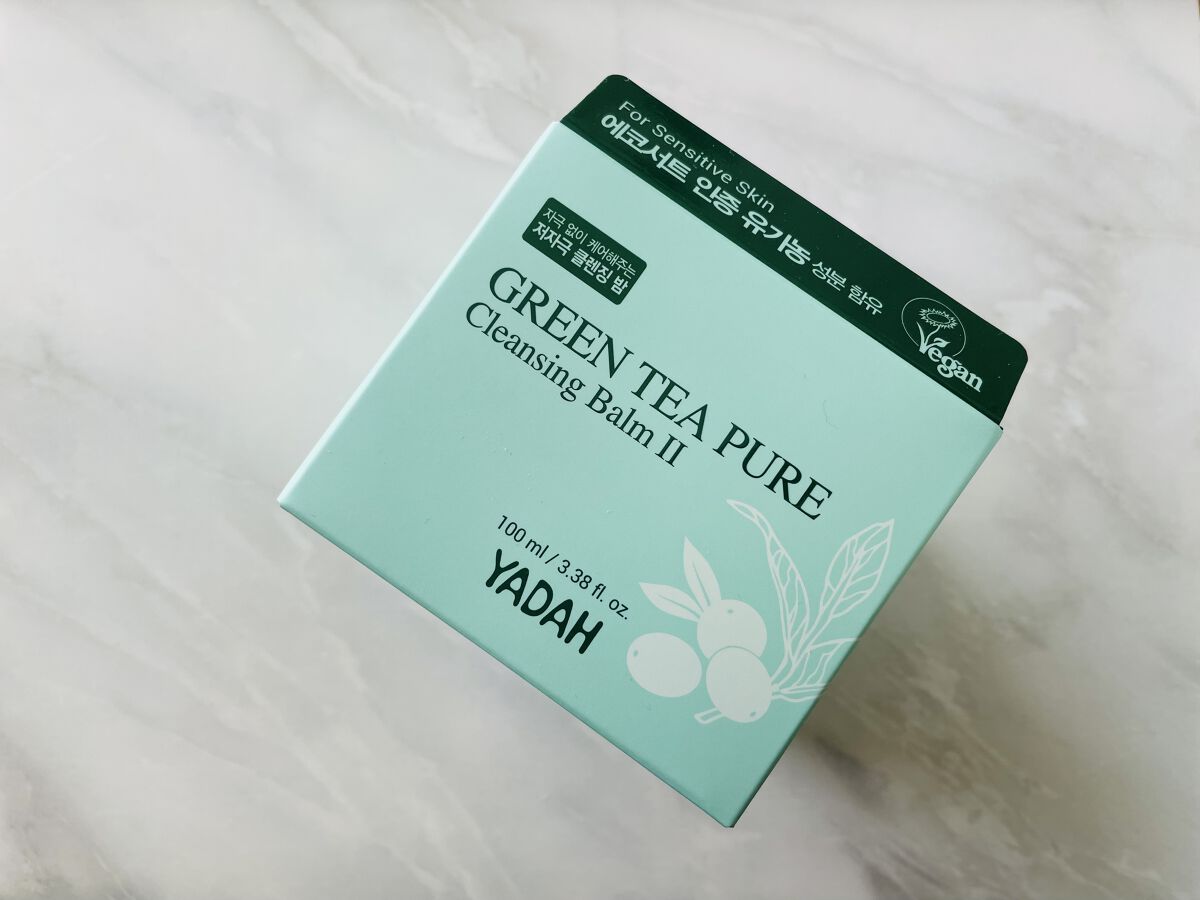 For Sensitive Skin
에코서트 인증 유기농 성분 함유
Vegan
자극 없이 케어해주는
저자극 클렌징 밤
GREEN TEA PURE
Cleansing Balm II
100 ml / 3.38 fl. oz.
YADAH